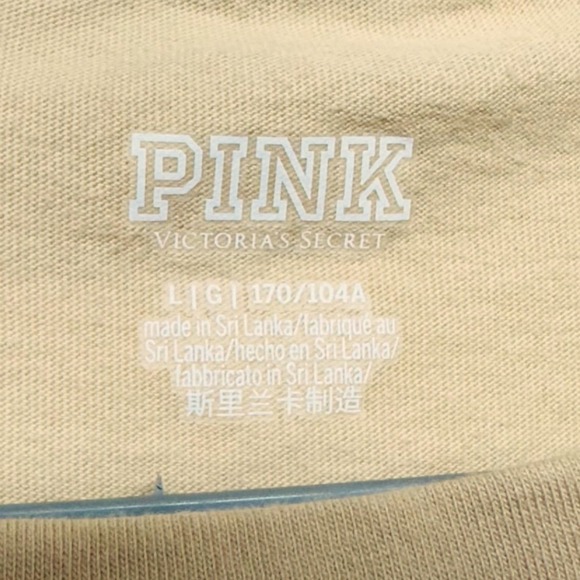 PINK
VICTORIA'S SECRET
L | G | 170/104A
made in Sri Lanka/fabriqué au
Sri Lanka/hecho en Sri Lanka/
fabbricato in Sri Lanka/
斯里兰卡制造